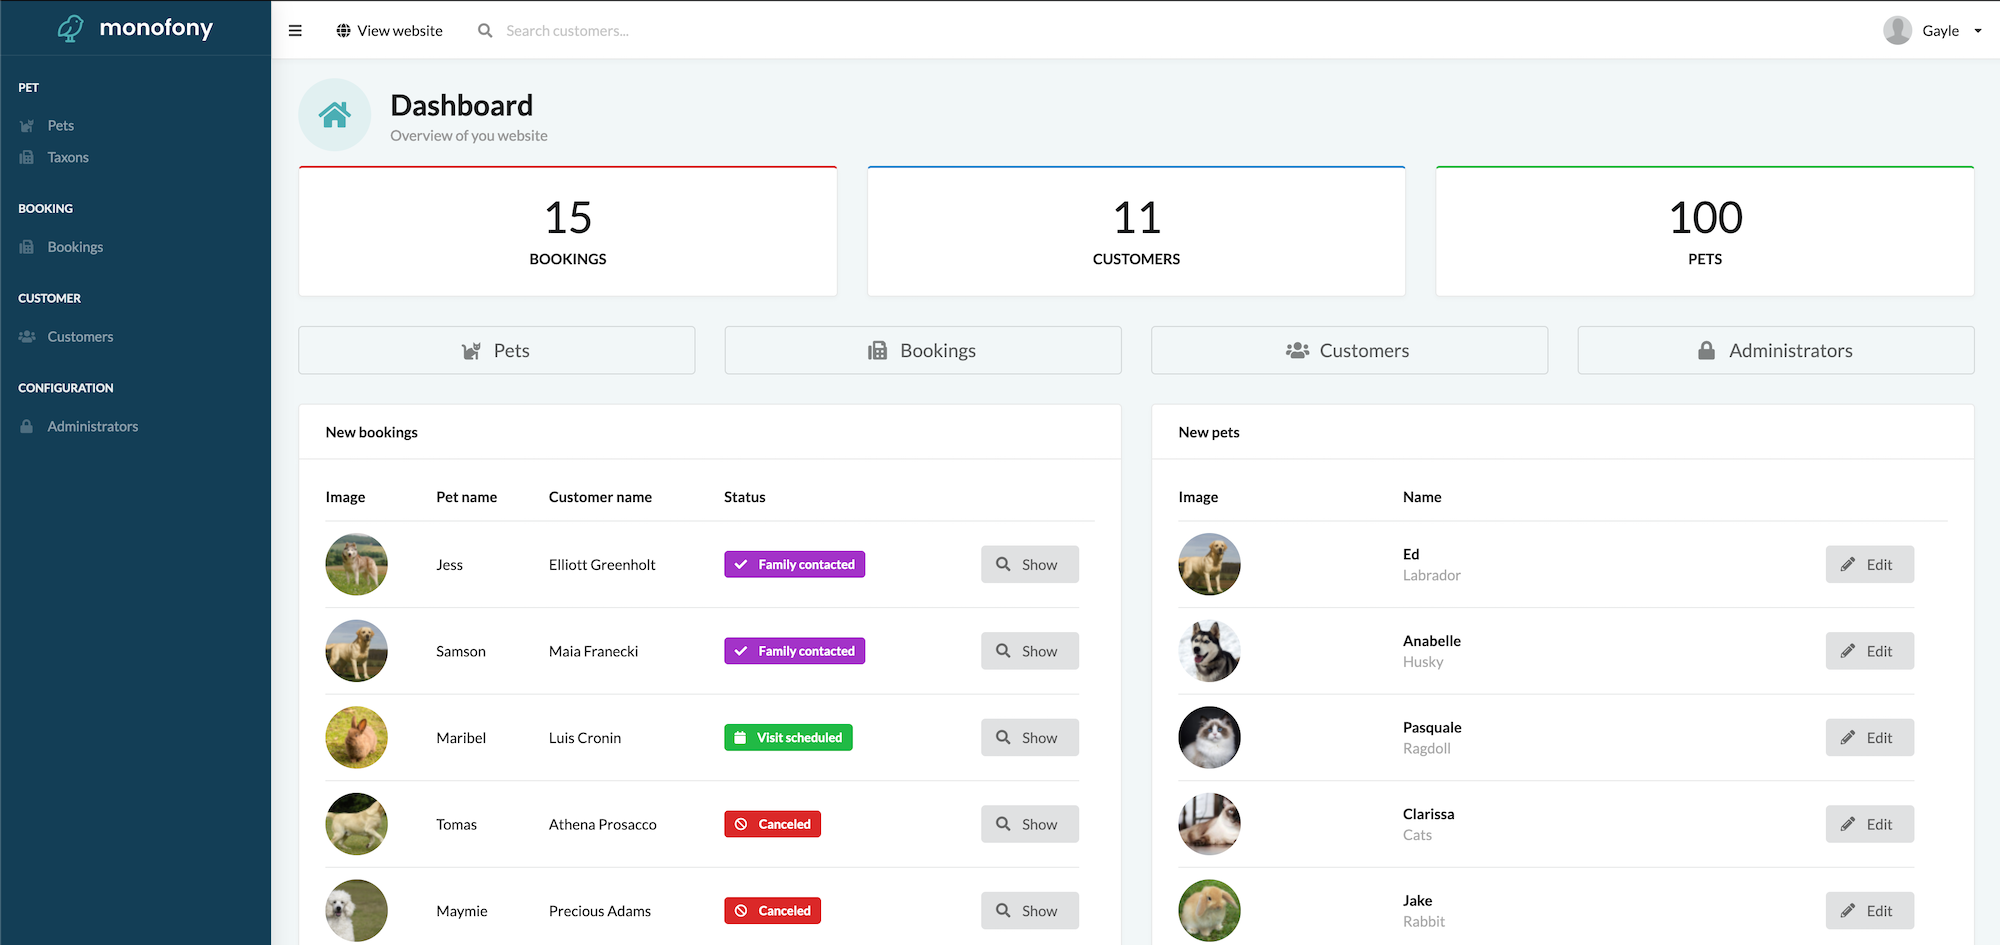 monofony
View website
Search customers...
Gayle
PET
Pets
Taxons
BOOKING
Bookings
CUSTOMER
Customers
CONFIGURATION
Administrators
Dashboard
Overview of you website
15
BOOKINGS
11
CUSTOMERS
100
PETS
Pets
Bookings
Customers
Administrators
New bookings
Image Pet name Customer name Status
Jess Elliott Greenholt Family contacted Show
Samson Maia Franecki Family contacted Show
Maribel Luis Cronin Visit scheduled Show
Tomas Athena Prosacco Canceled Show
Maymie Precious Adams Canceled Show
New pets
Image Name
Ed
Labrador
Edit
Anabelle
Husky
Edit
Pasquale
Ragdoll
Edit
Clarissa
Cats
Edit
Jake
Rabbit
Edit